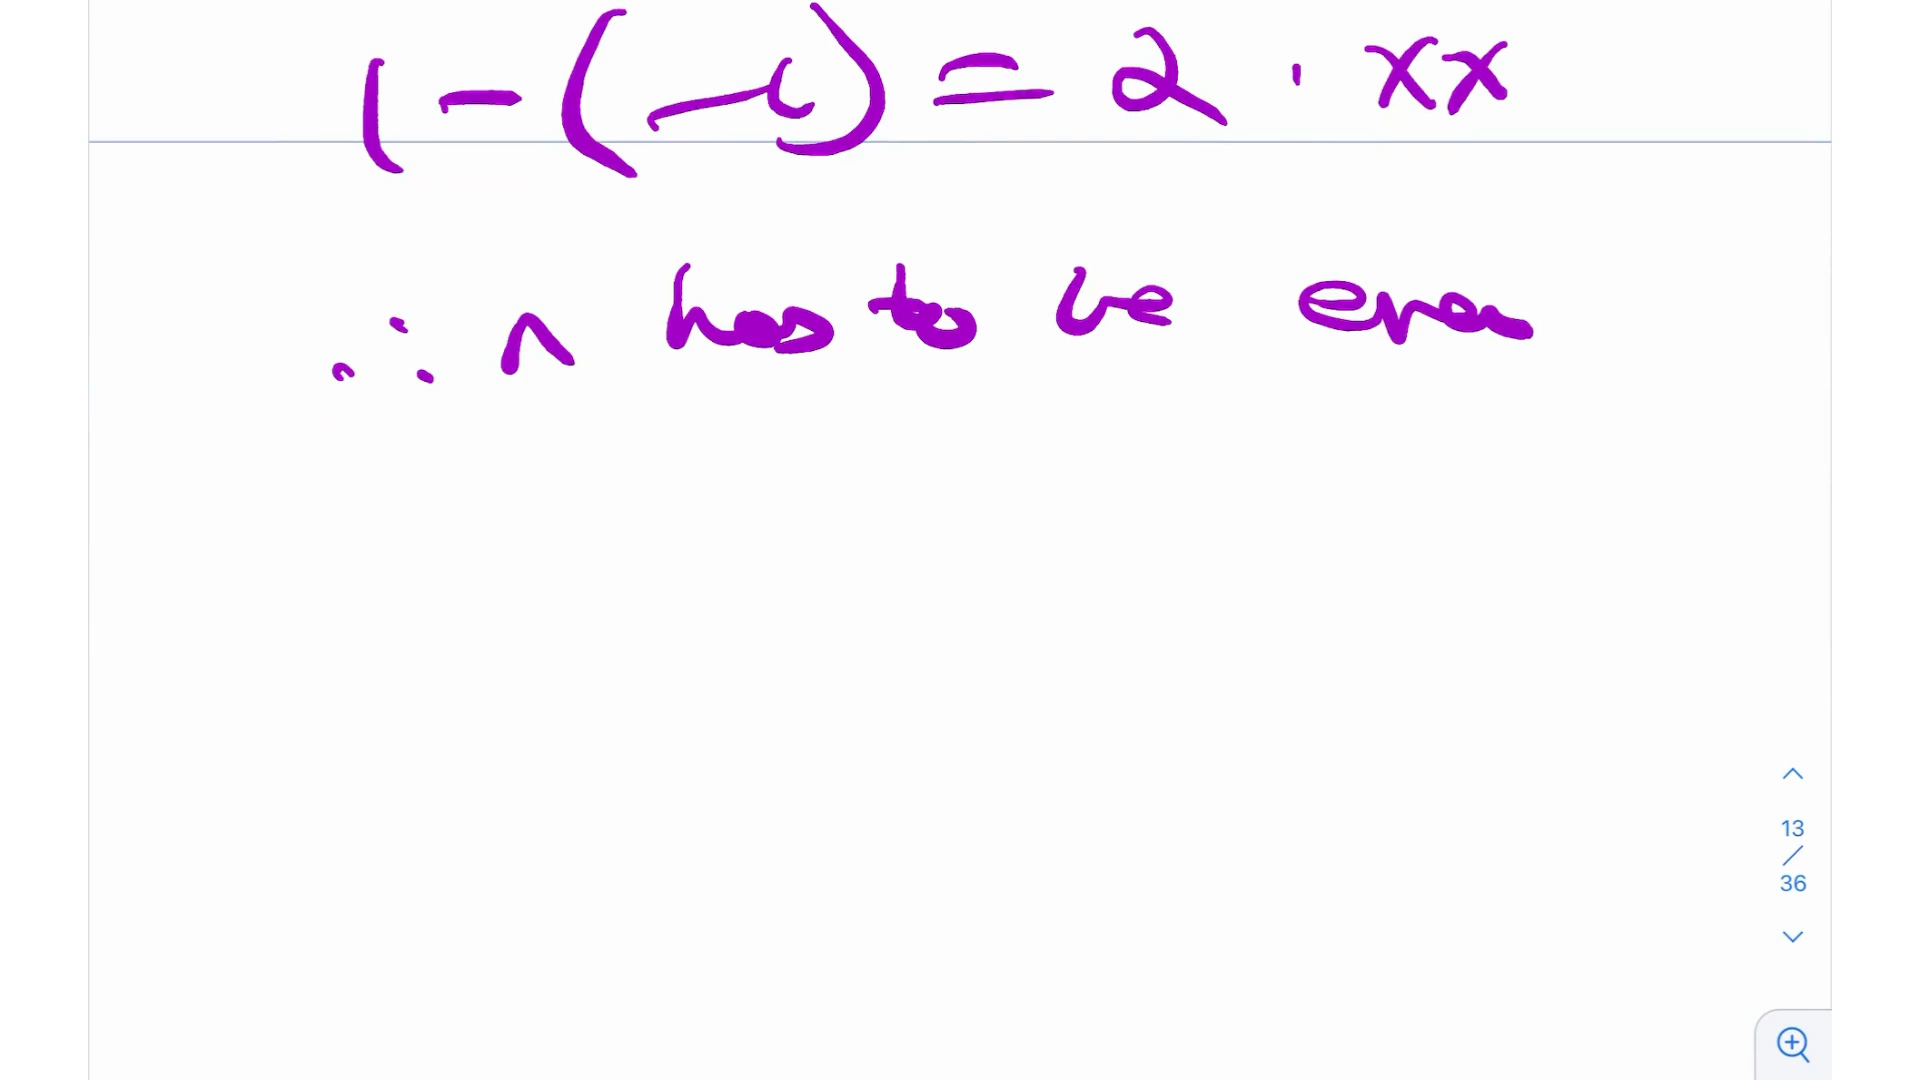 1 - (-1) = 2 · xx
∴ n has to be even
13
/
36